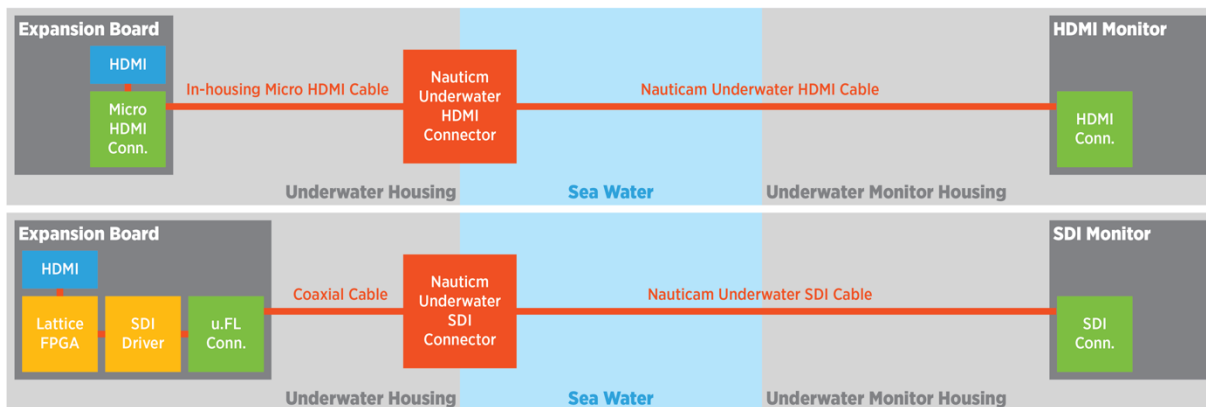 Expansion Board
HDMI Monitor
HDMI
In-housing Micro HDMI Cable
Nauticm
Underwater
HDMI
Connector
Nauticam Underwater HDMI Cable
Micro
HDMI
Conn.
HDMI
Conn.
Underwater Housing
Sea Water
Underwater Monitor Housing
Expansion Board
SDI Monitor
HDMI
Coaxial Cable
Nauticm
Underwater
SDI
Connector
Nauticam Underwater SDI Cable
Lattice
FPGA
SDI
Driver
u.FL
Conn.
SDI
Conn.
Underwater Housing
Sea Water
Underwater Monitor Housing